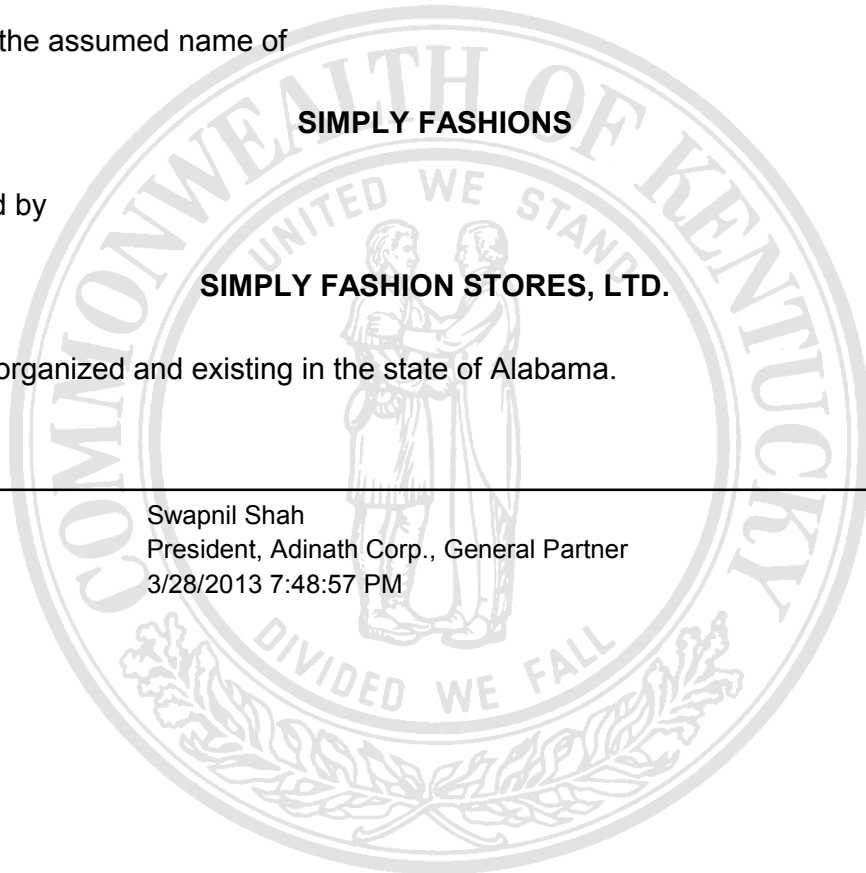 the assumed name of
SIMPLY FASHIONS
d by
SIMPLY FASHION STORES, LTD.
organized and existing in the state of Alabama.
Swapnil Shah
President, Adinath Corp., General Partner
3/28/2013 7:48:57 PM
COMMONWEALTH OF KENTUCKY
UNITED WE STAND
DIVIDED WE FALL